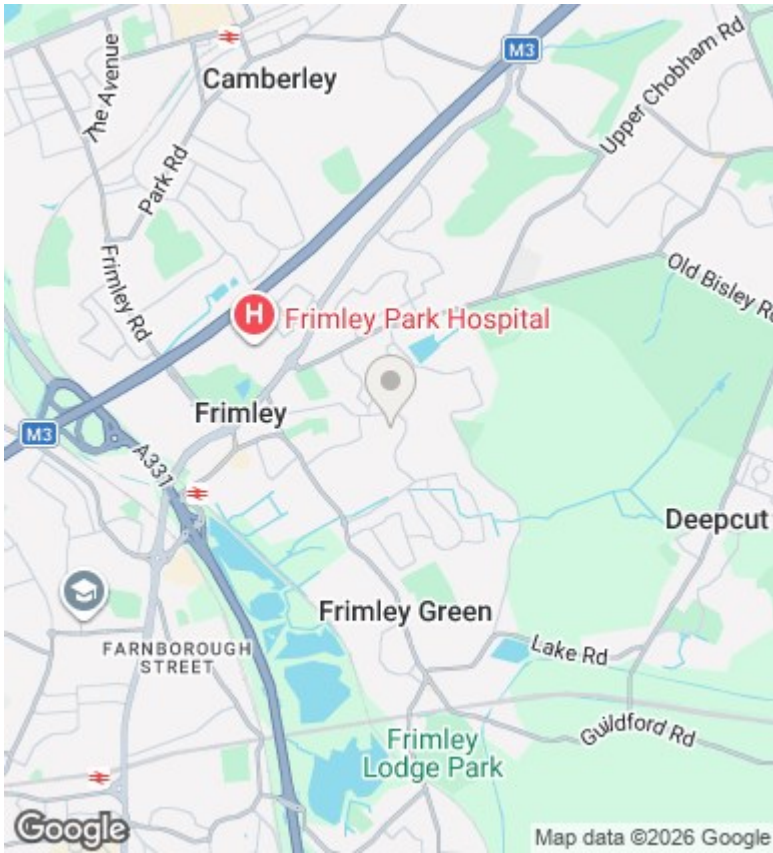 M3
Camberley
The Avenue
Upper Chobham Rd
Park Rd
Old Bisley Rd
Frimley Rd
H
Frimley Park Hospital
Frimley
M3
A331
Deepcut
Frimley Green
FARNBOROUGH
STREET
Lake Rd
Guildford Rd
Frimley
Lodge Park
Google
Map data ©2026 Google